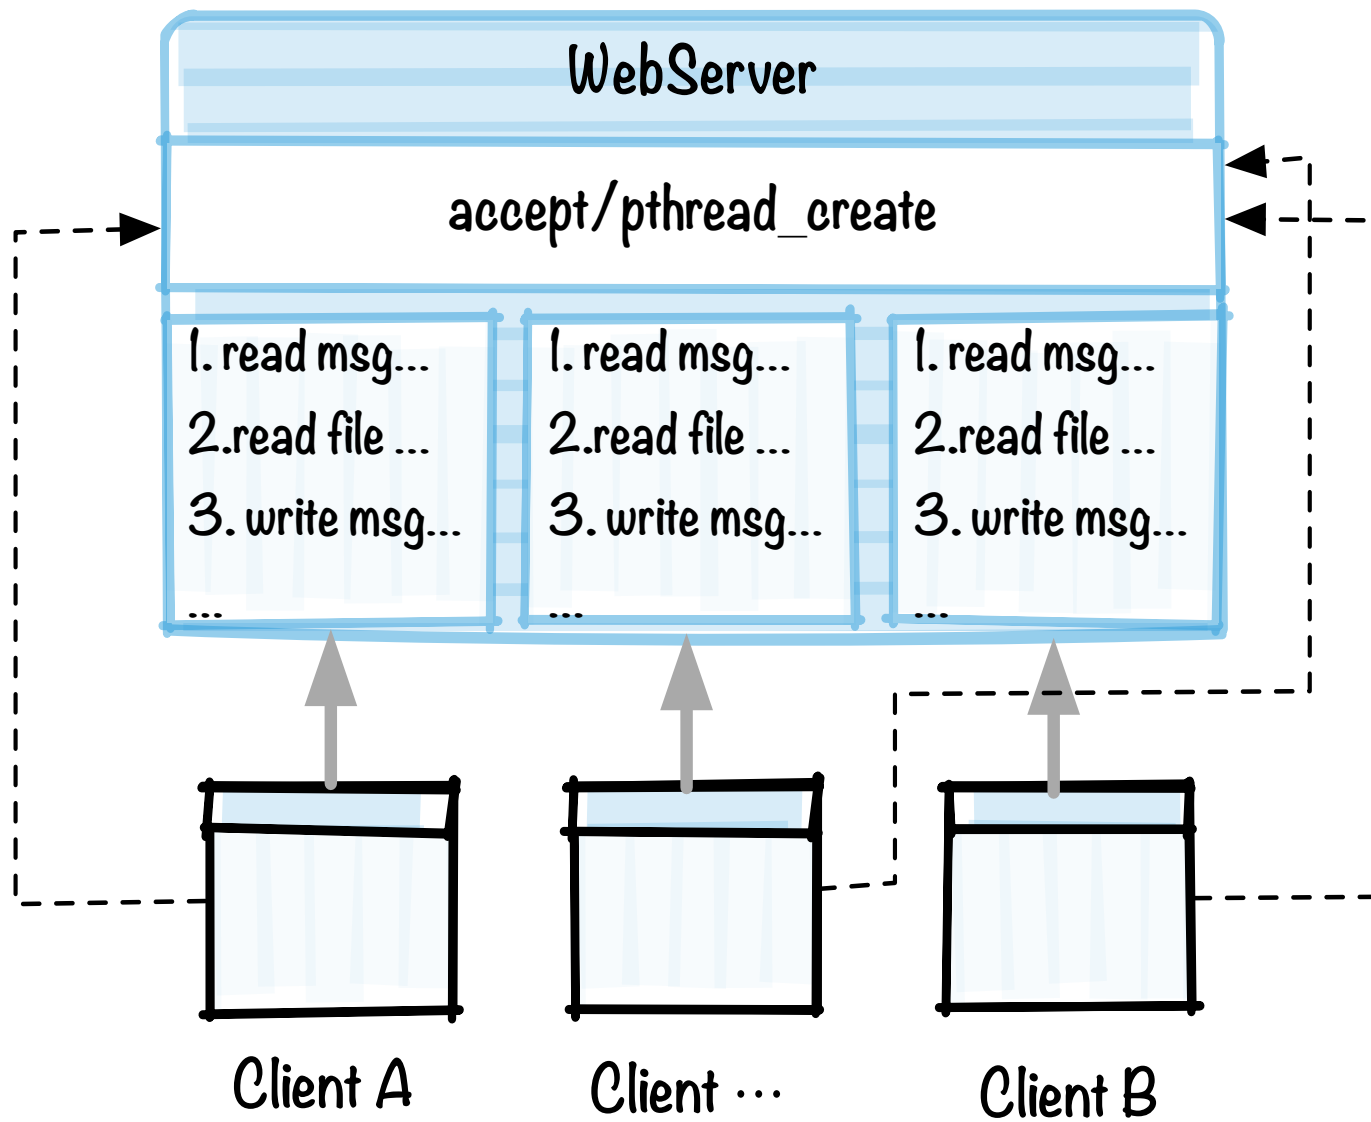 WebServer
accept/pthread_create
1. read msg...
2.read file ...
3. write msg...
...
1. read msg...
2.read file ...
3. write msg...
...
1. read msg...
2.read file ...
3. write msg...
...
Client A
Client ...
Client B